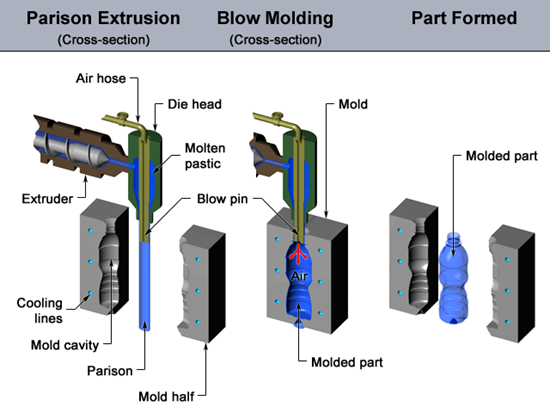 Parison Extrusion
(Cross-section)
Blow Molding
(Cross-section)
Part Formed
Air hose
Die head
Molten
pastic
Extruder
Blow pin
Cooling
lines
Mold cavity
Parison
Mold half
Mold
Air
Molded part
Molded part